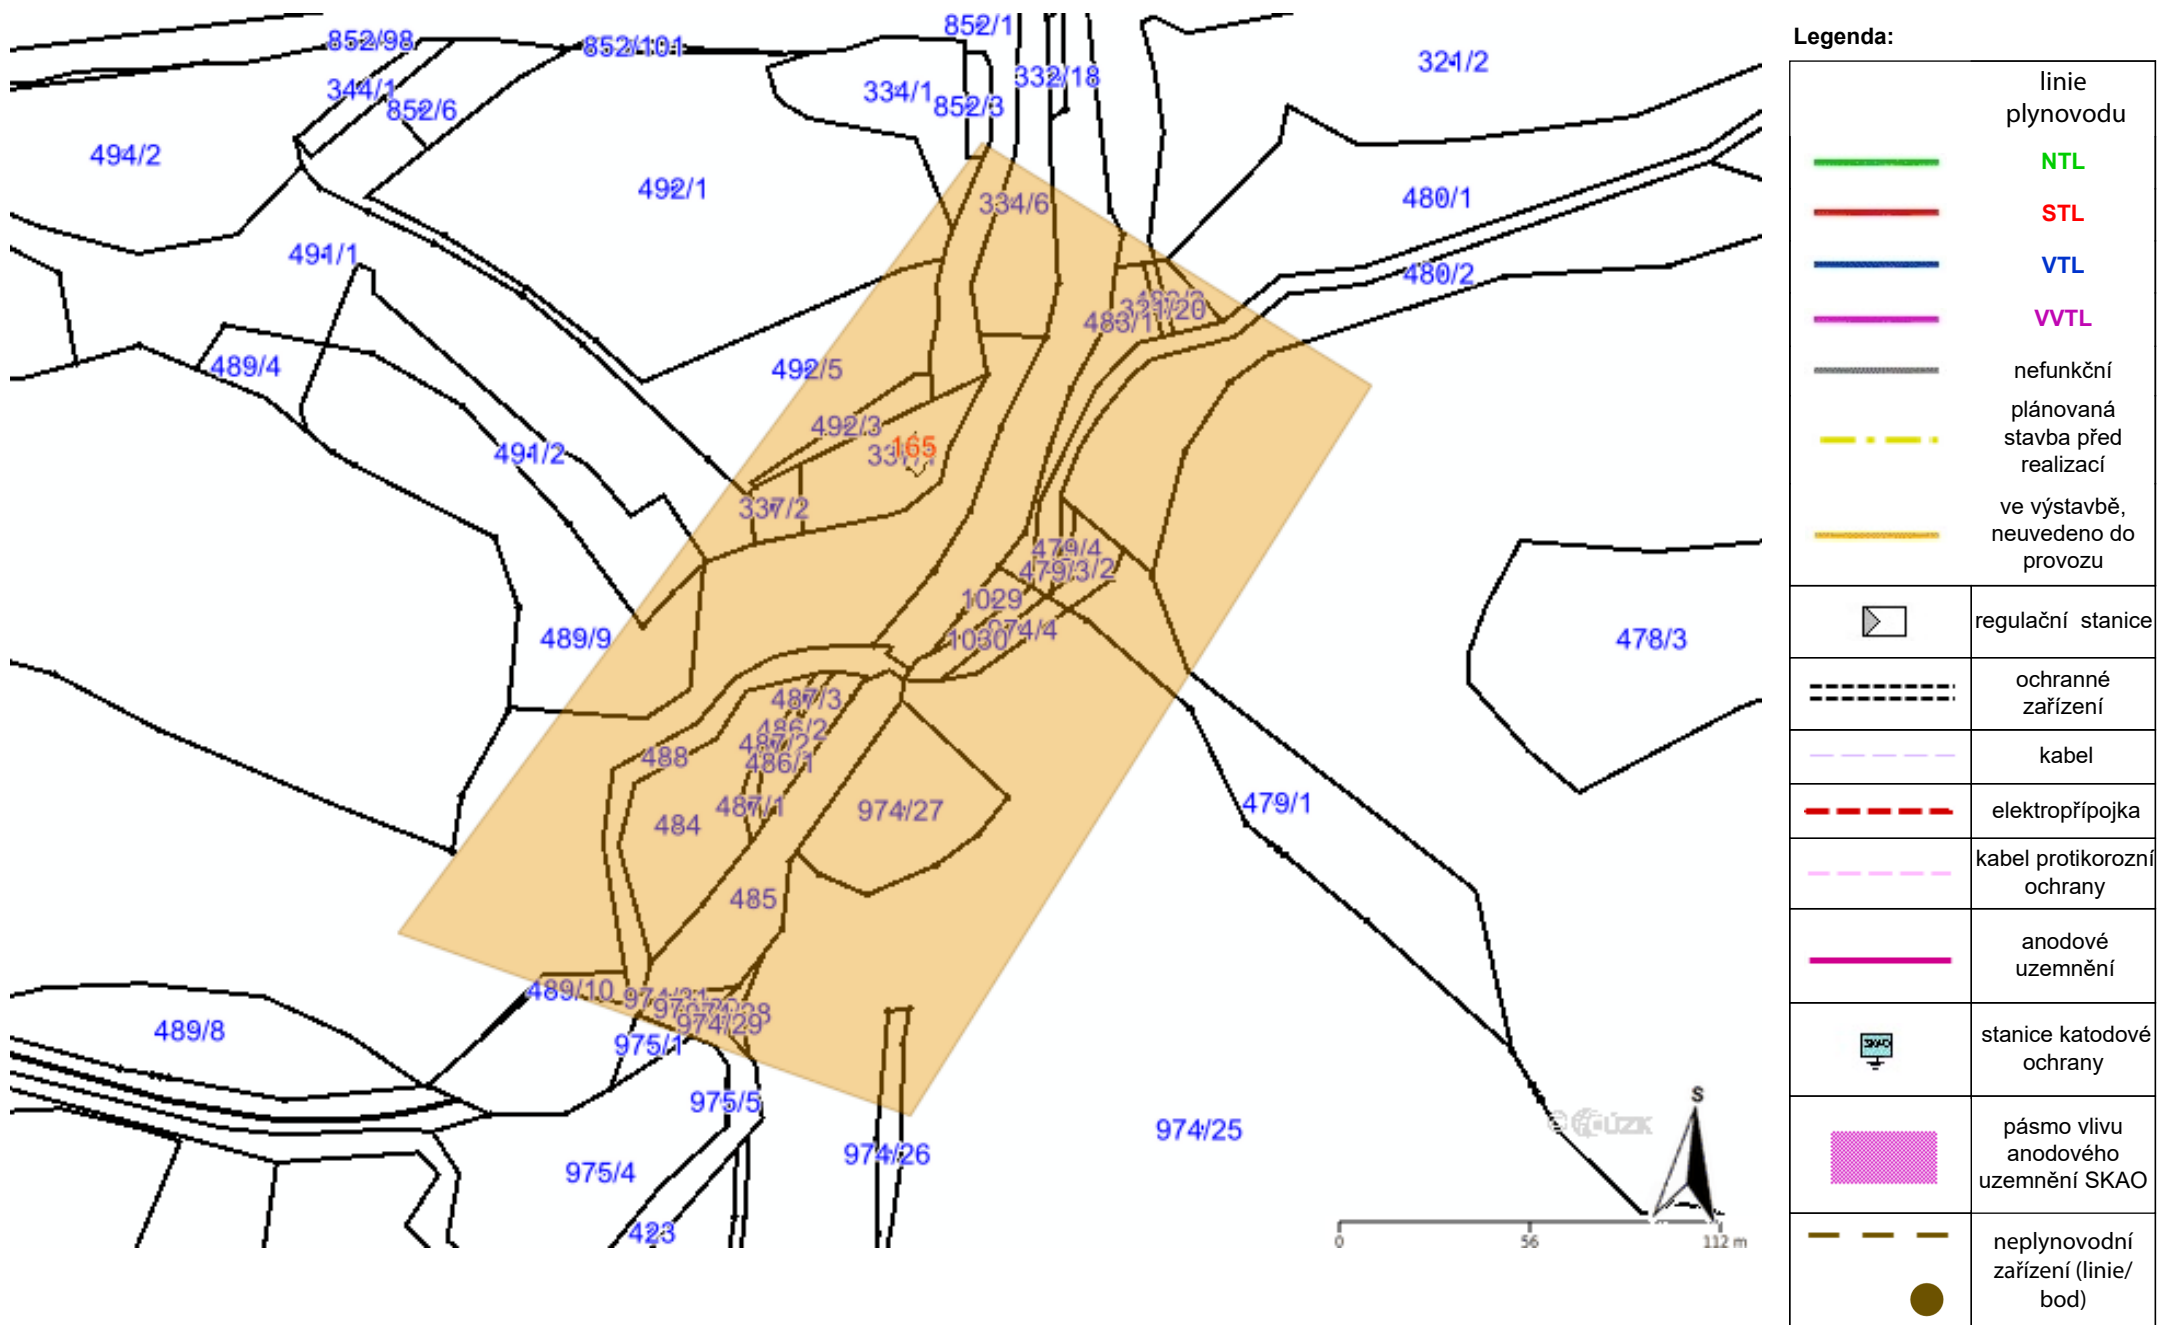 852/98
852/101
852/1
332/18
321/2
344/1
852/6
334/1
852/3
494/2
492/1
480/1
334/6
491/1
480/2
321/20
483/1
489/4
492/5
492/3
165
491/2
337/2
479/4
479/3/2
1029
974/4
1030
489/9
478/3
487/3
486/2
487/2
486/1
488
487/1
484
974/27
479/1
485
489/10
974/29
489/8
975/1
975/5
974/25
974/26
975/4
423
S
0
56
112 m
Legenda:
linie
plynovodu
NTL
STL
VTL
VVTL
nefunkční
plánovaná
stavba před
realizací
ve výstavbě,
neuvedeno do
provozu
regulační stanice
ochranné
zařízení
kabel
elektropřípojka
kabel protikorozní
ochrany
anodové
uzemnění
SKAO
stanice katodové
ochrany
pásmo vlivu
anodového
uzemnění SKAO
neplynovodní
zařízení (linie/
bod)